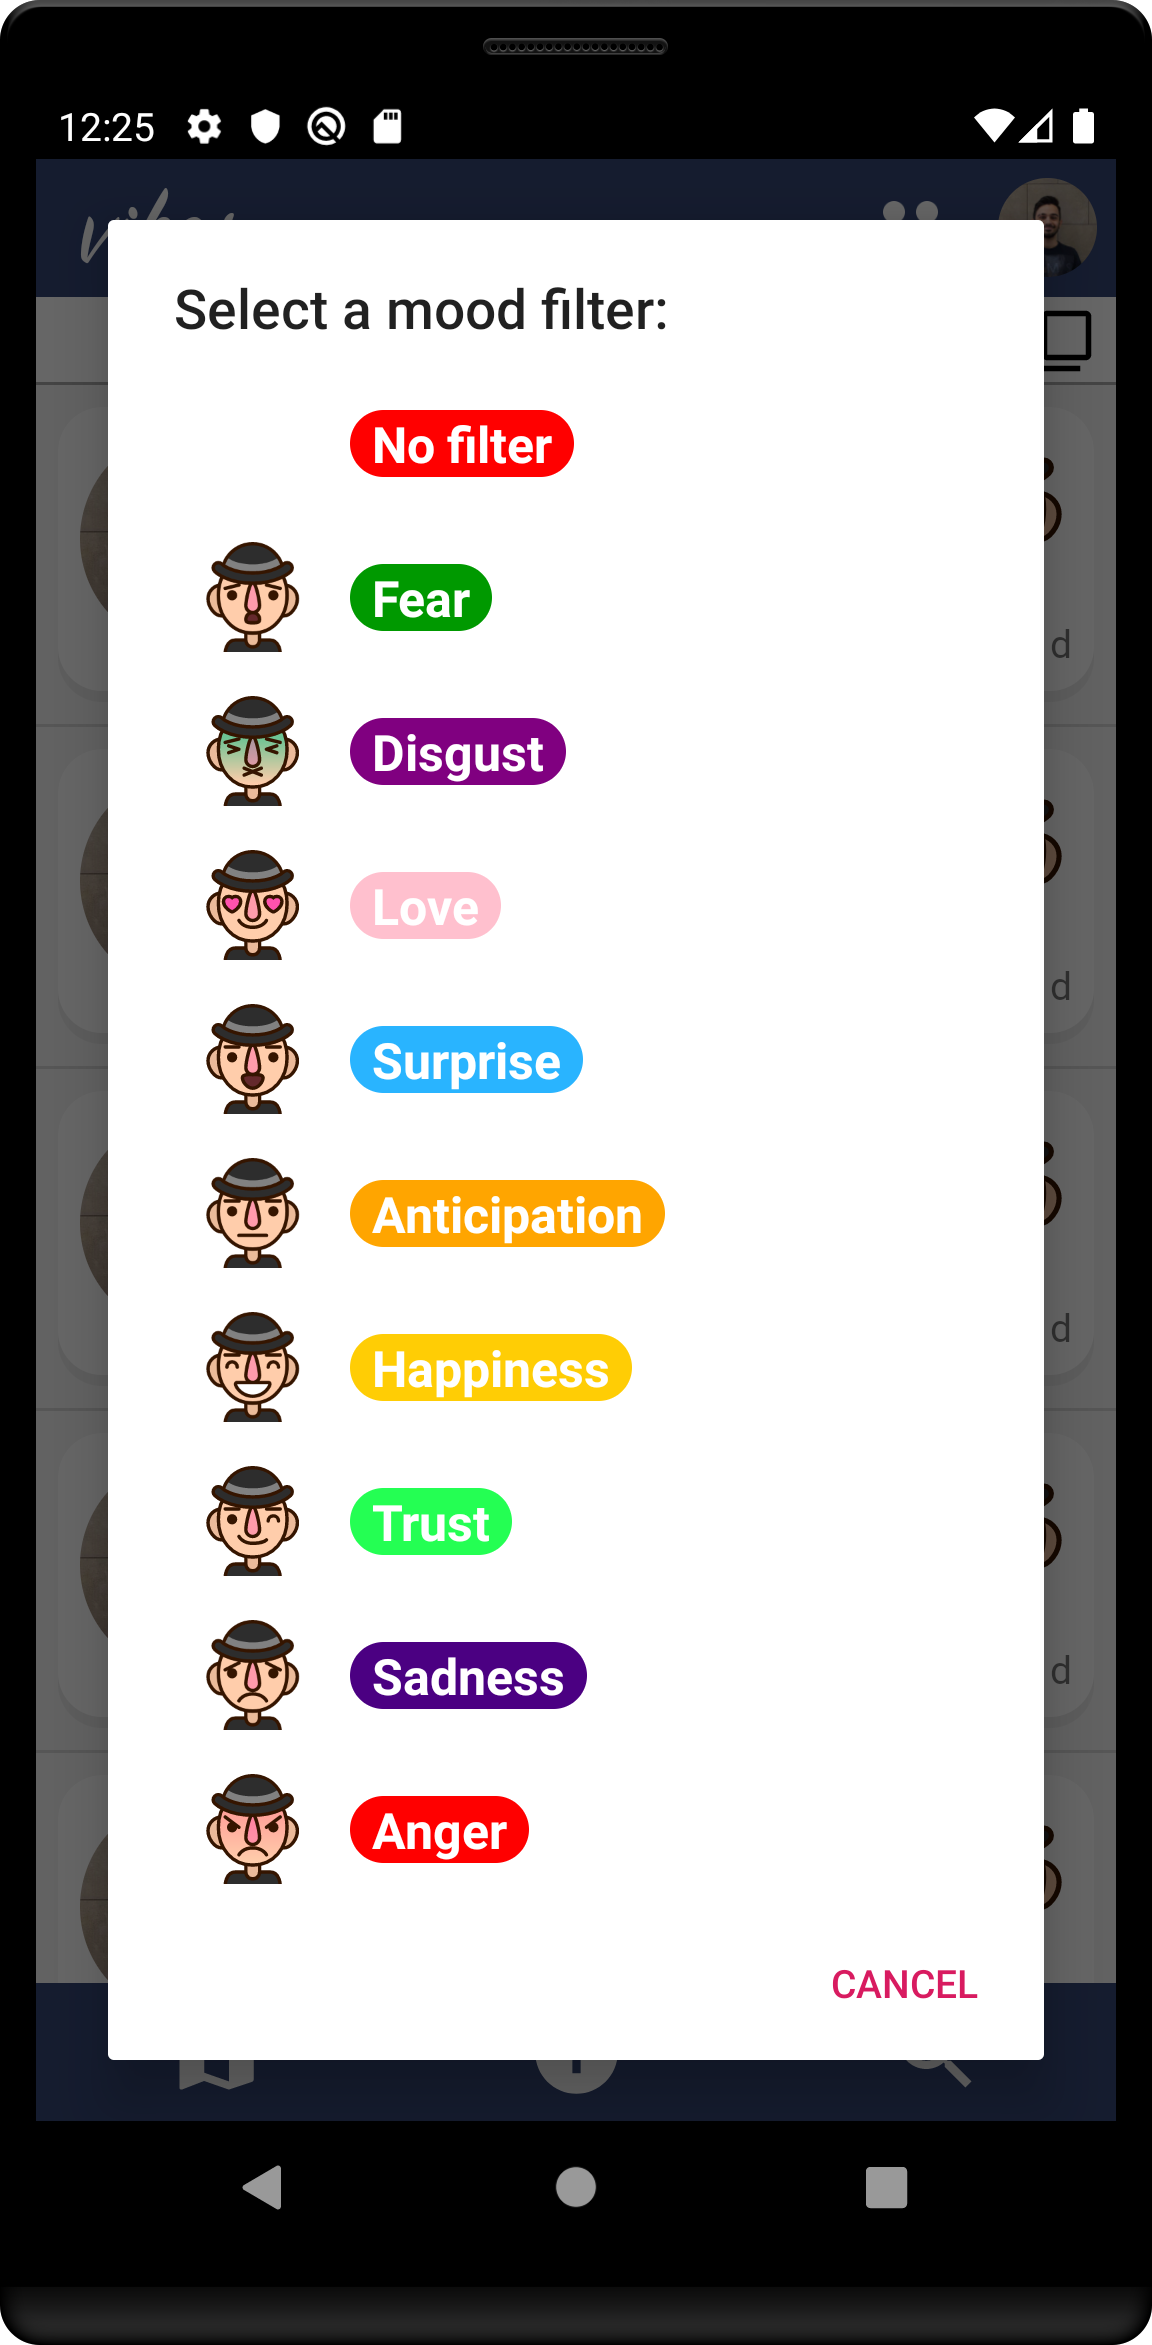 12:25
Select a mood filter:
No filter
Fear
d
Disgust
Love
d
Surprise
Anticipation
d
Happiness
Trust
Sadness
d
Anger
CANCEL